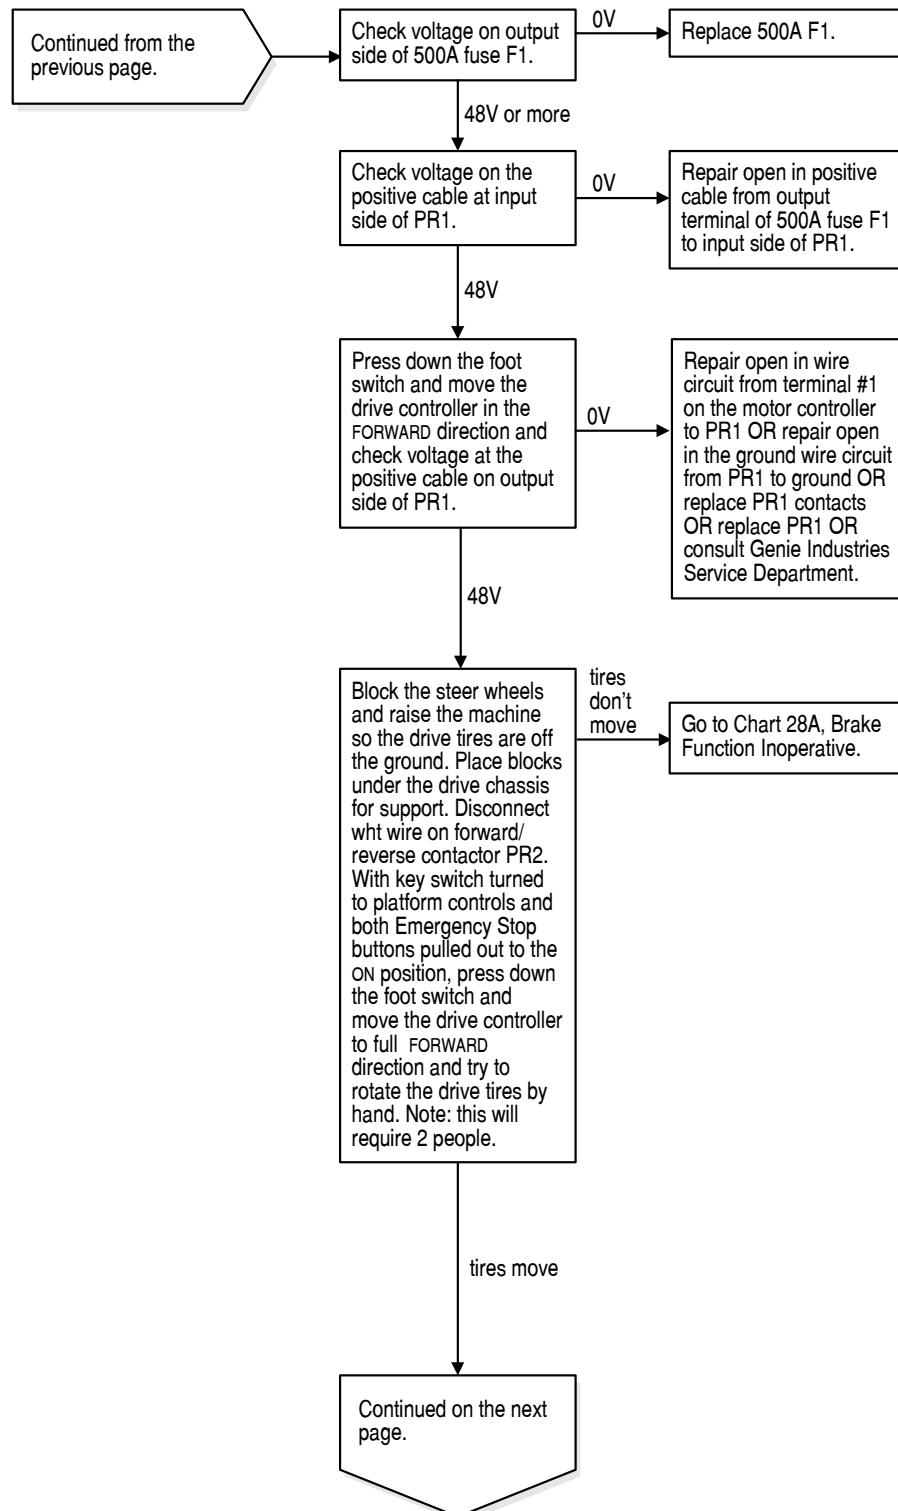 Continued from the
previous page.
Check voltage on output
side of 500A fuse F1.
0V
Replace 500A F1.
48V or more
Check voltage on the
positive cable at input
side of PR1.
0V
Repair open in positive
cable from output
terminal of 500A fuse F1
to input side of PR1.
48V
Press down the foot
switch and move the
drive controller in the
FORWARD direction and
check voltage at the
positive cable on output
side of PR1.
0V
Repair open in wire
circuit from terminal #1
on the motor controller
to PR1 OR repair open
in the ground wire circuit
from PR1 to ground OR
replace PR1 contacts
OR replace PR1 OR
consult Genie Industries
Service Department.
48V
Block the steer wheels
and raise the machine
so the drive tires are off
the ground. Place blocks
under the drive chassis
for support. Disconnect
wht wire on forward/
reverse contactor PR2.
With key switch turned
to platform controls and
both Emergency Stop
buttons pulled out to the
ON position, press down
the foot switch and
move the drive controller
to full FORWARD
direction and try to
rotate the drive tires by
hand. Note: this will
require 2 people.
tires
don't
move
Go to Chart 28A, Brake
Function Inoperative.
tires move
Continued on the next
page.